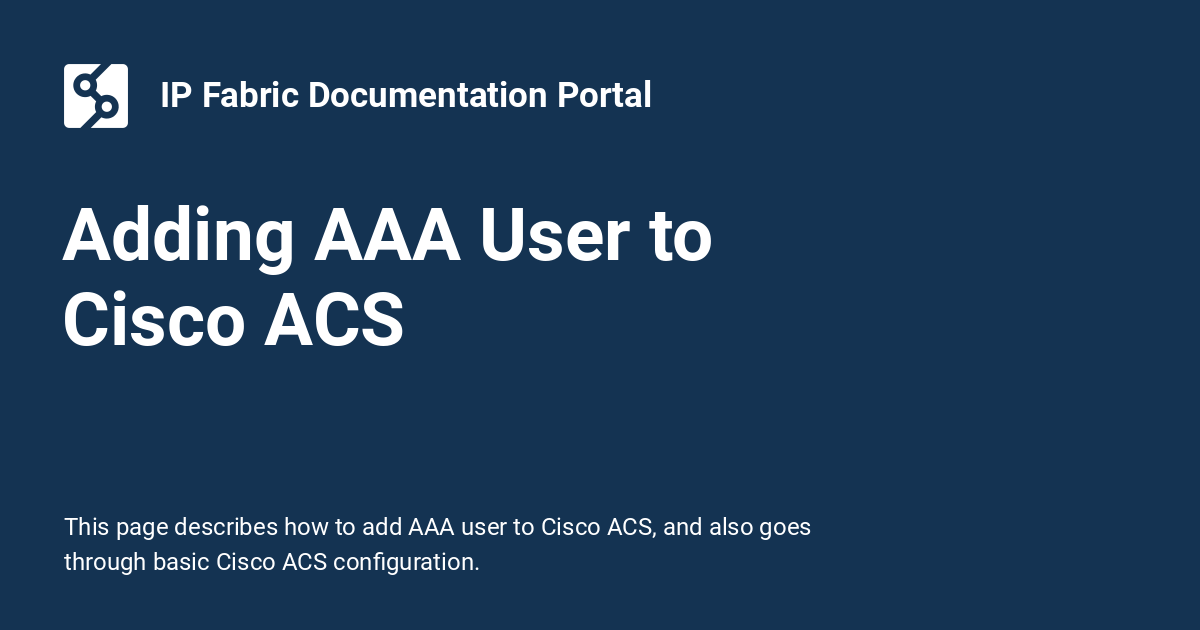 IP Fabric Documentation Portal
Adding AAA User to
Cisco ACS
This page describes how to add AAA user to Cisco ACS, and also goes
through basic Cisco ACS configuration.